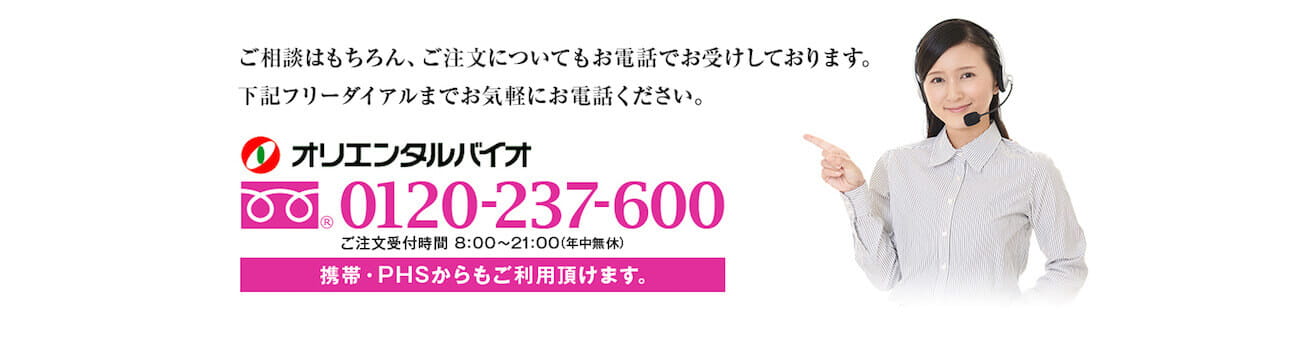 ご相談はもちろん、ご注文についてもお電話でお受けしております。
下記フリーダイアルまでお気軽にお電話ください。
オリエンタルバイオ
® 0120-237-600
ご注文受付時間 8:00〜21:00(年中無休)
携帯・PHSからもご利用頂けます。